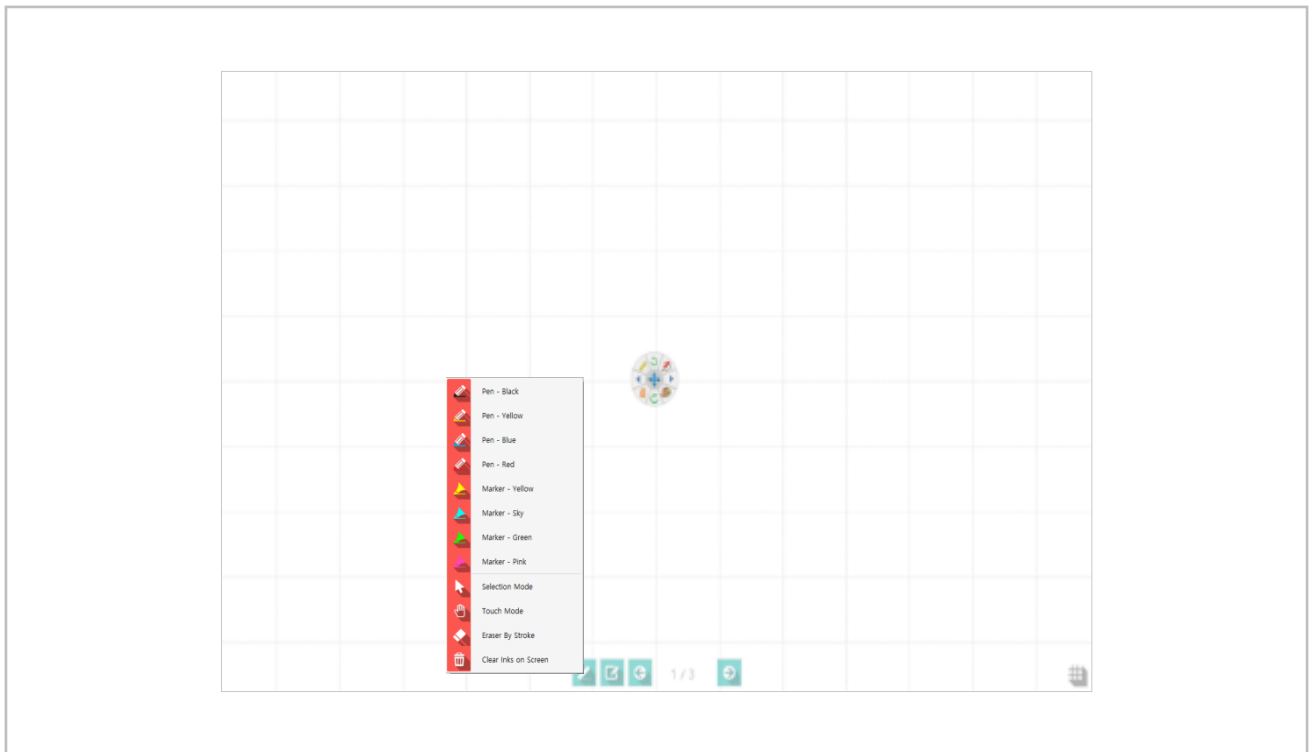 Pen - Black
Pen - Yellow
Pen - Blue
Pen - Red
Marker - Yellow
Marker - Sky
Marker - Green
Marker - Pink
Selection Mode
Touch Mode
Eraser By Stroke
Clear Inks on Screen
1 / 3